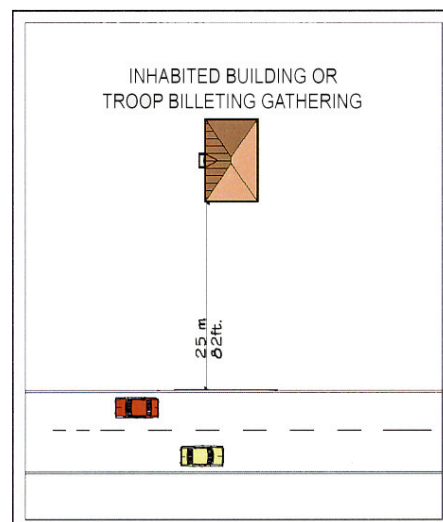 INHABITED BUILDING OR
TROOP BILLETING GATHERING
25 m
82ft.